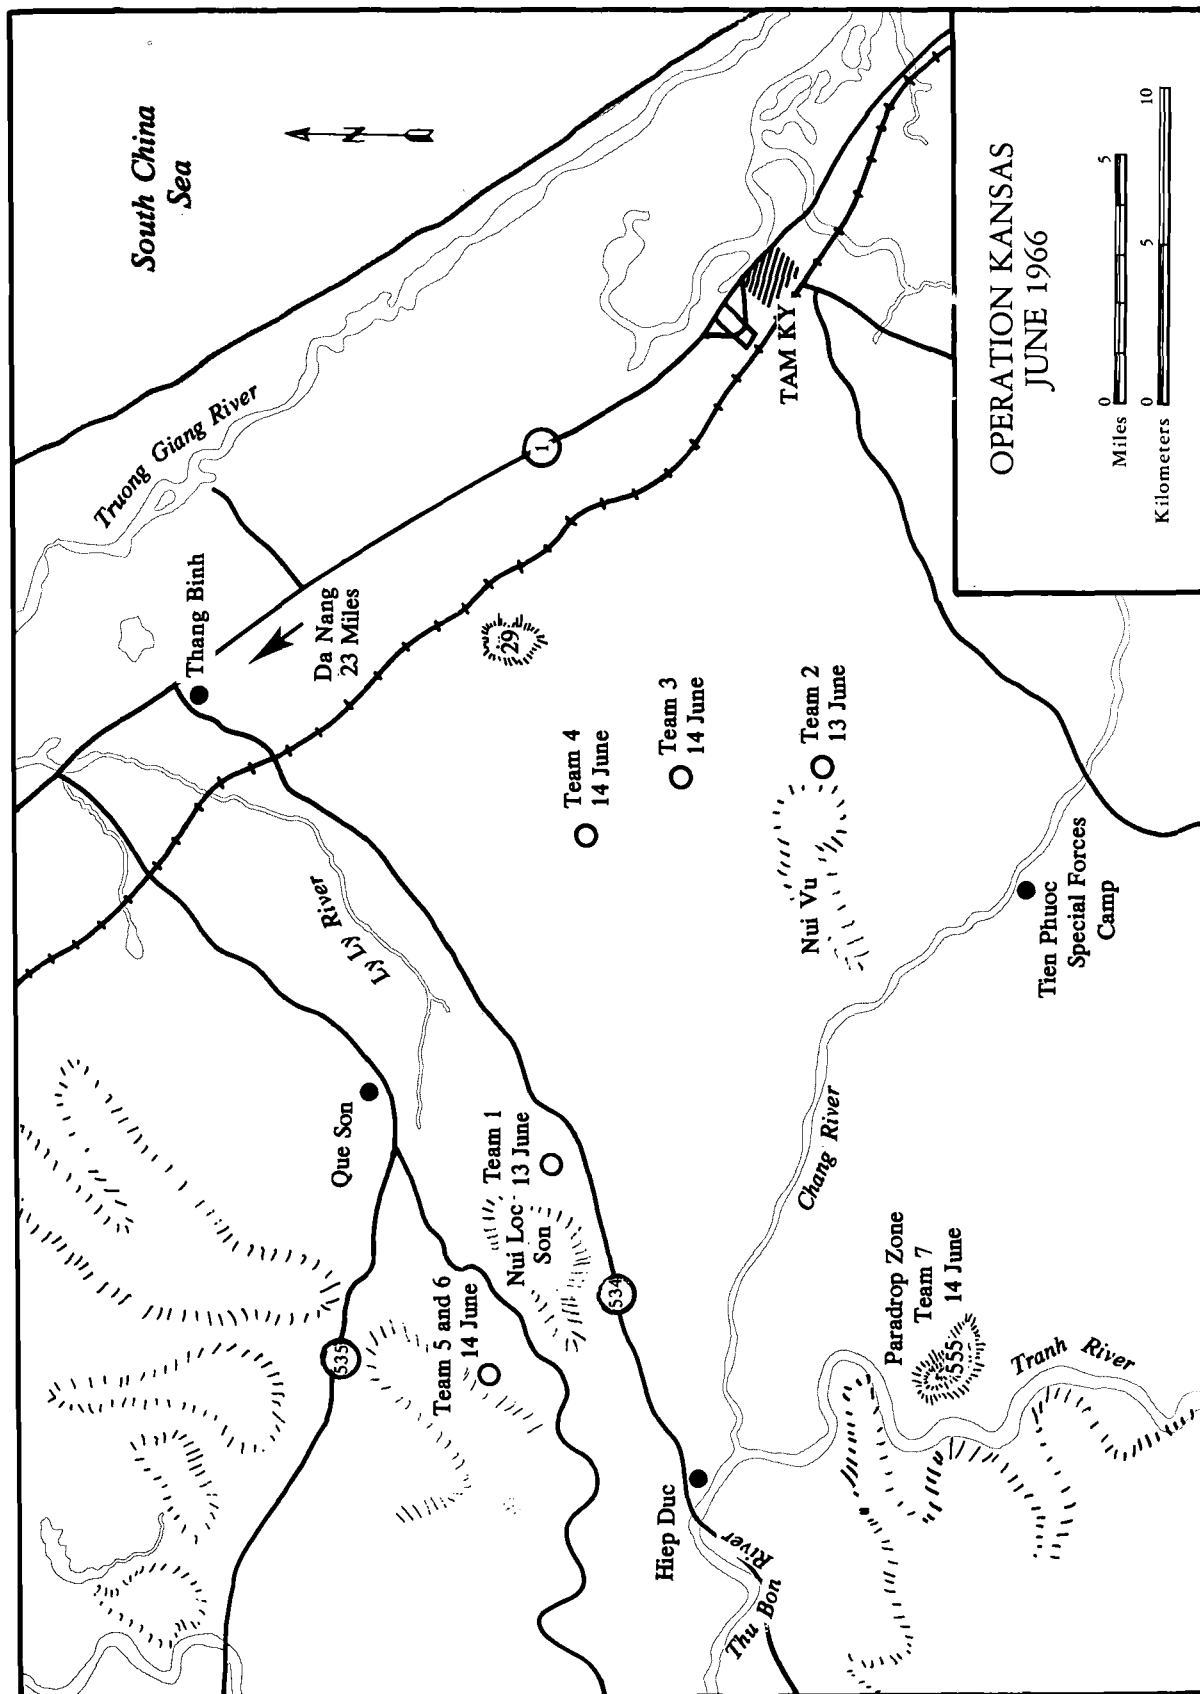 South China
Sea
N
Truong Giang River
Thang Binh
Da Nang
23 Miles
1
29
TAM KY
Ly Ly River
Que Son
535
Team 4
14 June
Team 3
14 June
Team 2
13 June
Nui Vu
Team 1
13 June
Nui Loc
Son
534
Team 5 and 6
14 June
Tien Phuoc
Special Forces
Camp
Chang River
Paradrop Zone
Team 7
14 June
555
Tranh River
Hiep Duc
Thu Bon
River
OPERATION KANSAS
JUNE 1966
0 5
Miles
0 5 10
Kilometers